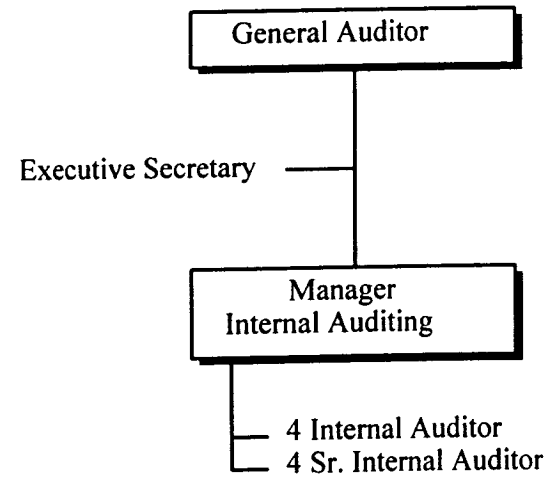 General Auditor
Executive Secretary
Manager
Internal Auditing
4 Internal Auditor
4 Sr. Internal Auditor